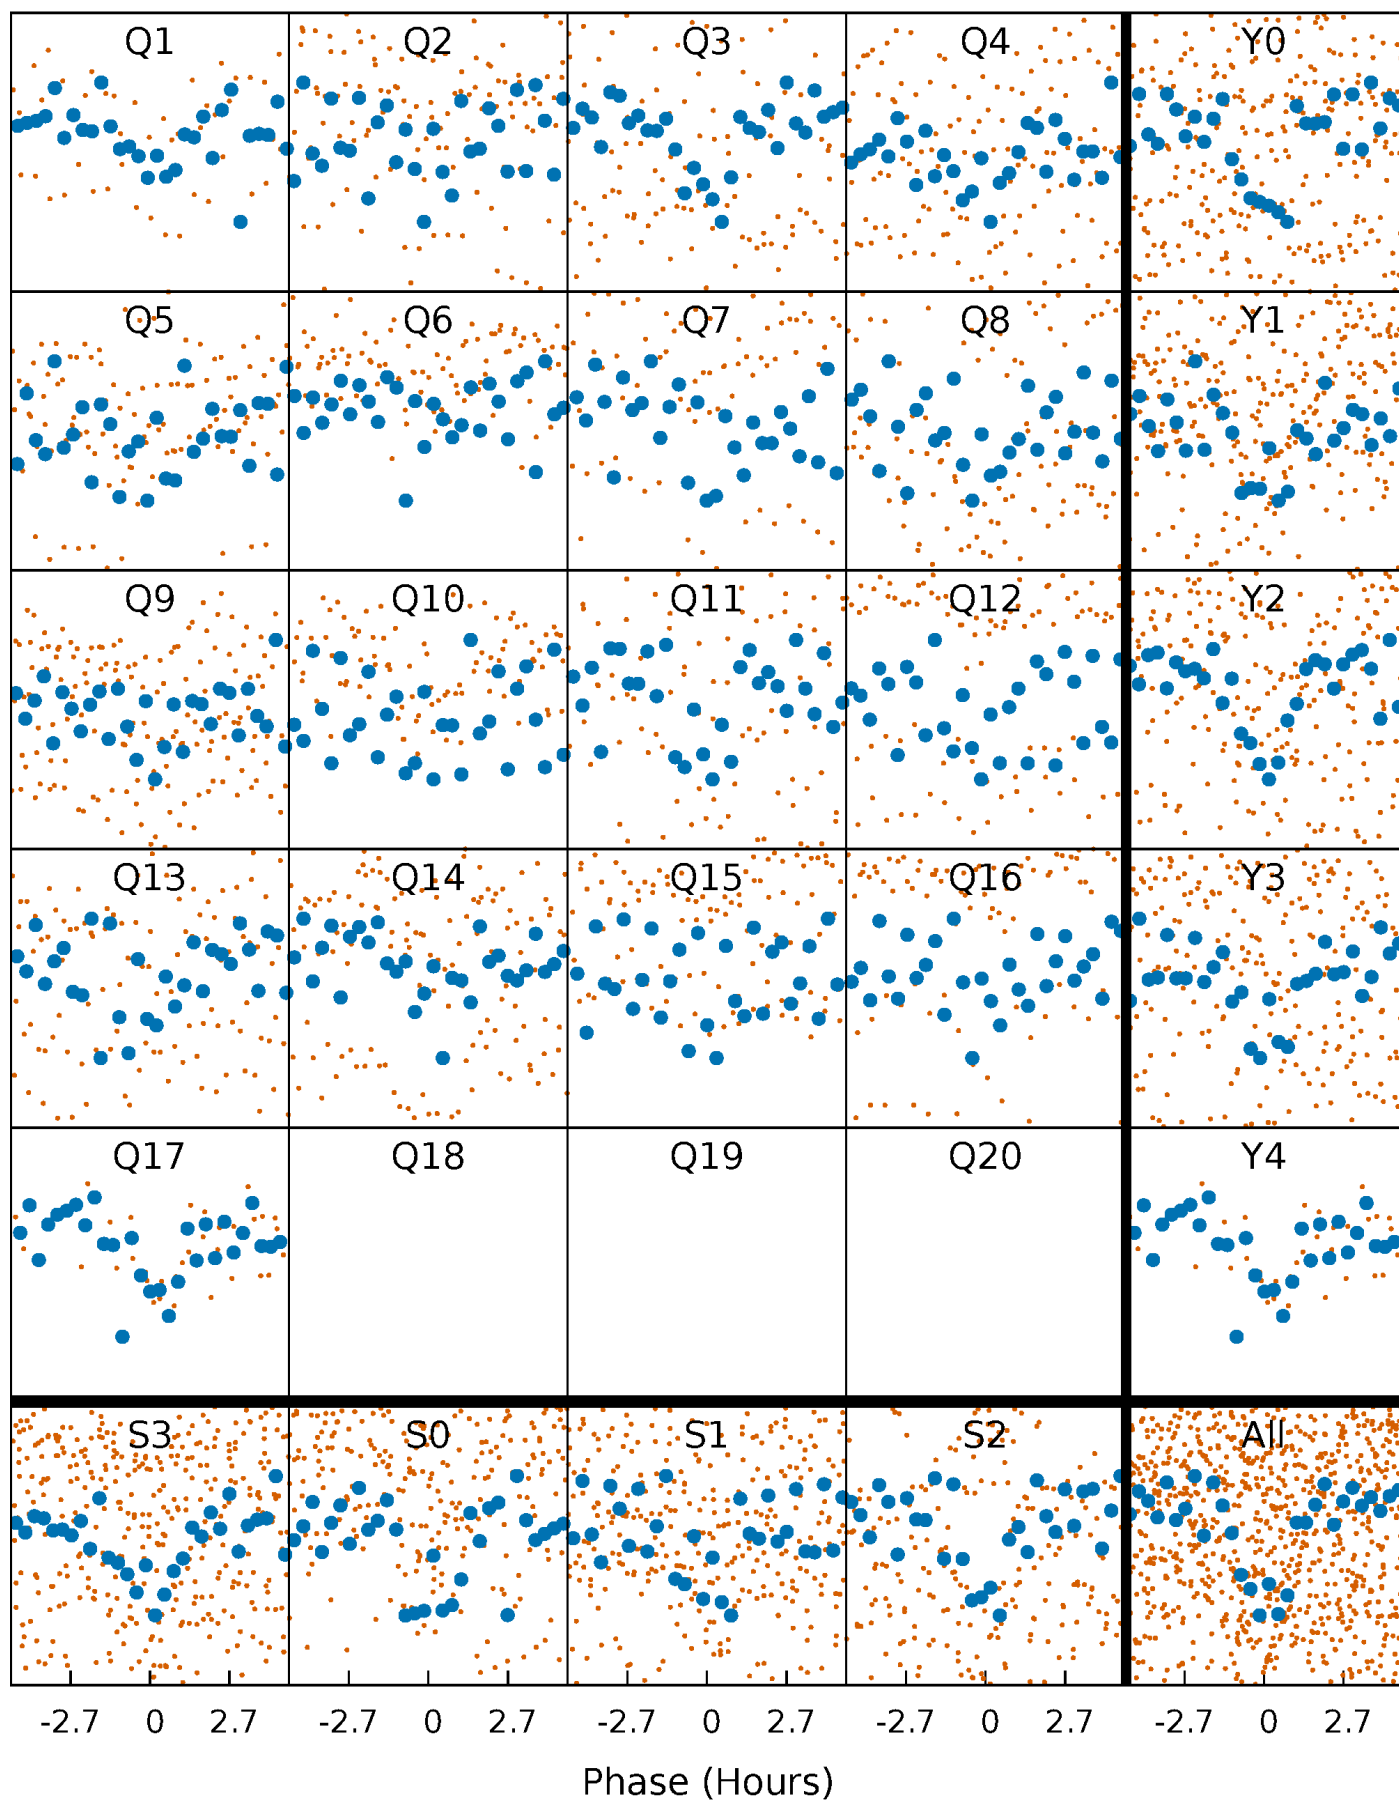 Q1 Q2 Q3 Q4 Y0
Q5 Q6 Q7 Q8 Y1
Q9 Q10 Q11 Q12 Y2
Q13 Q14 Q15 Q16 Y3
Q17 Q18 Q19 Q20 Y4
S3 S0 S1 S2 All
-2.7 0 2.7 -2.7 0 2.7 -2.7 0 2.7 -2.7 0 2.7 -2.7 0 2.7
Phase (Hours)